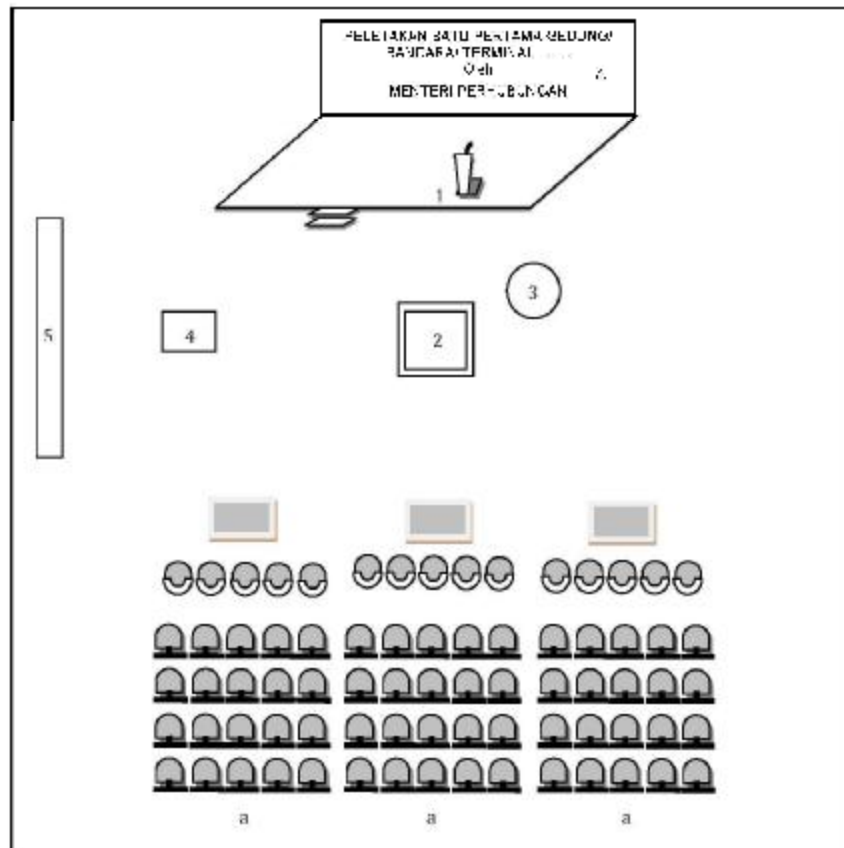 PELETAKAN BATU PERTAMA GEDUNG/
BANDARA/TERMINAL ......
Oleh
MENTERI PERHUBUNGAN
1
3
5
4
2
a a a